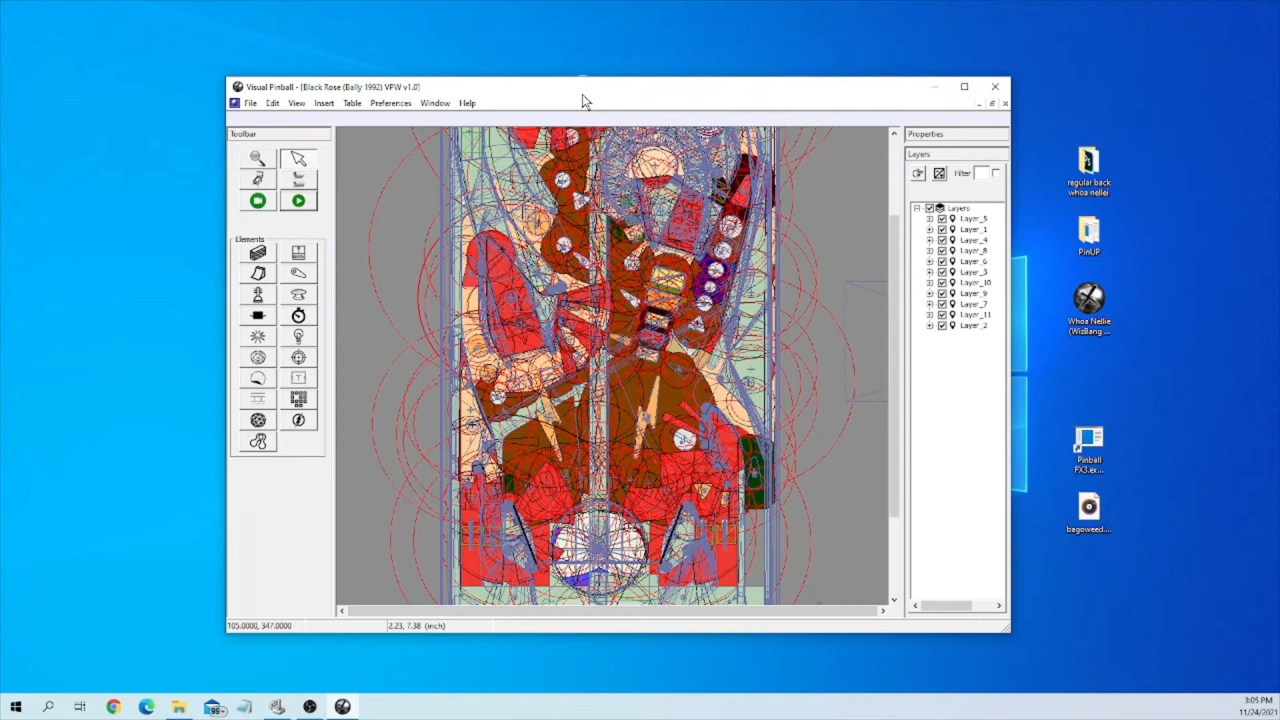 Visual Pinball - [Black Rose (Bally 1992) VPW v1.0]
File Edit View Insert Table Preferences Window Help
Toolbar
Elements
Properties
Layers
Filter
Layers
Layer_5
Layer_1
Layer_4
Layer_8
Layer_6
Layer_3
Layer_10
Layer_9
Layer_7
Layer_11
Layer_2
105.0000, 347.0000
2.23, 7.38 (inch)
regular back
whoa nellei
PinUP
Whoa Nellie
(WizBang ...
Pinball
FX3.ex...
bagoweed....
99+
3:05 PM
11/24/2021